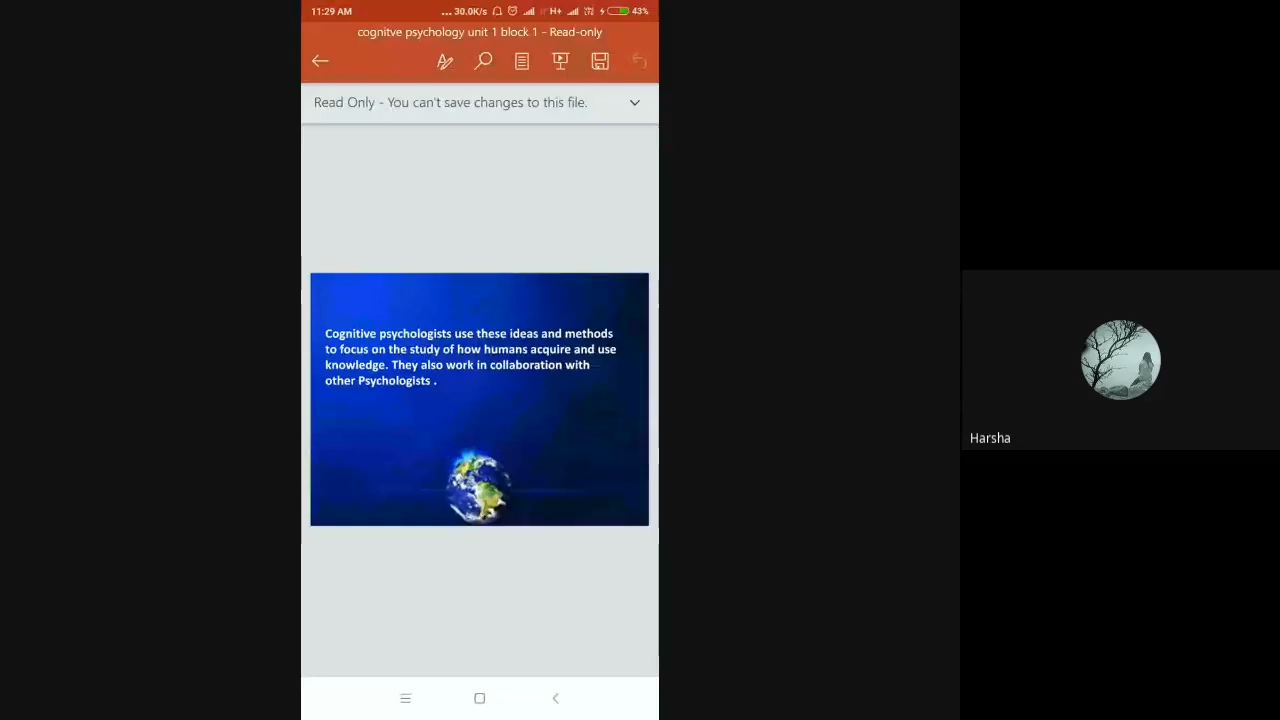 11:29 AM ... 30.0K/s H+ 43%
cognitve psychology unit 1 block 1 - Read-only
Read Only - You can't save changes to this file.
Cognitive psychologists use these ideas and methods
to focus on the study of how humans acquire and use
knowledge. They also work in collaboration with
other Psychologists .
Harsha